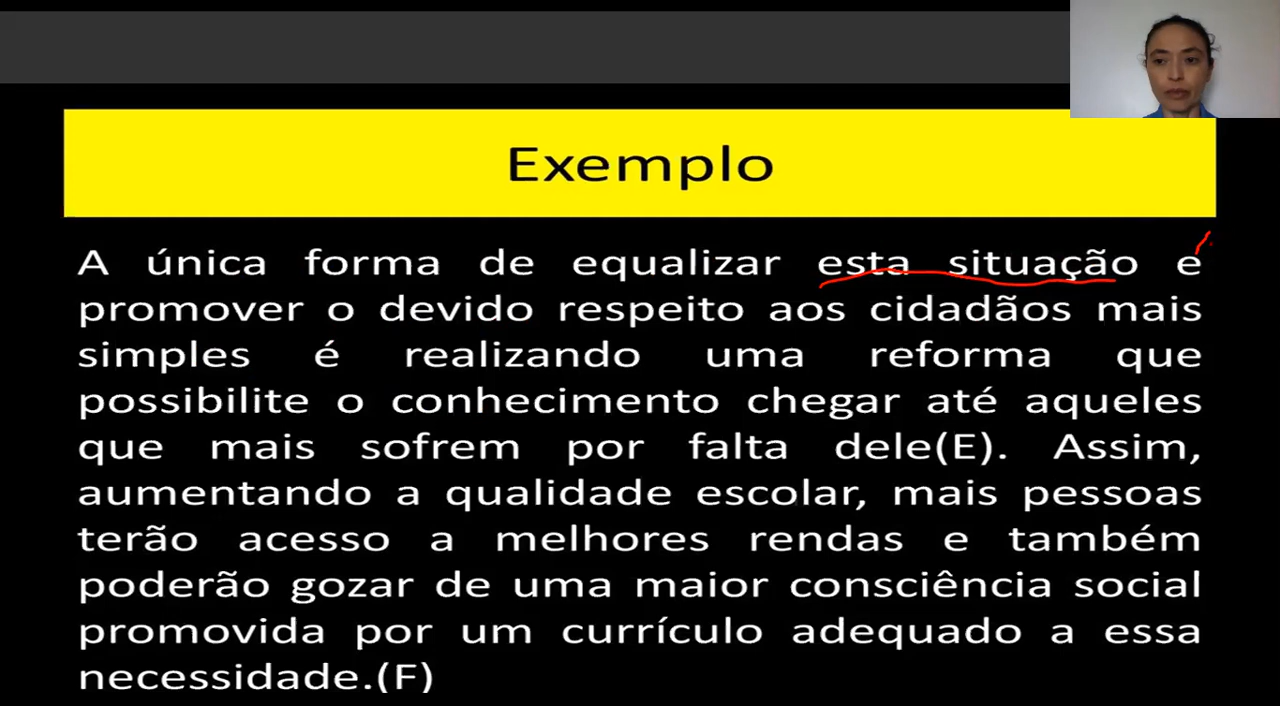 Exemplo
A única forma de equalizar esta situação e
promover o devido respeito aos cidadãos mais
simples é realizando uma reforma que
possibilite o conhecimento chegar até aqueles
que mais sofrem por falta dele(E). Assim,
aumentando a qualidade escolar, mais pessoas
terão acesso a melhores rendas e também
poderão gozar de uma maior consciência social
promovida por um currículo adequado a essa
necessidade.(F)